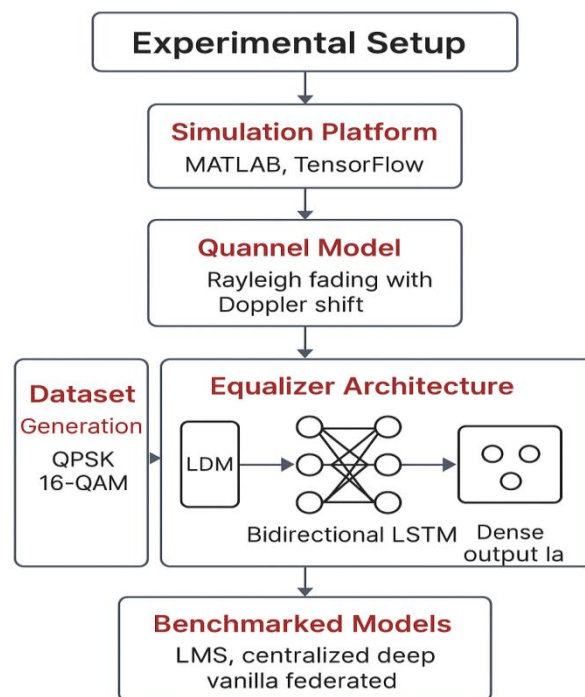 Experimental Setup
Simulation Platform
MATLAB, TensorFlow
Quannel Model
Rayleigh fading with
Doppler shift
Dataset
Generation
QPSK
16-QAM
Equalizer Architecture
LDM
Bidirectional LSTM
Dense
output la
Benchmarked Models
LMS, centralized deep
vanilla federated